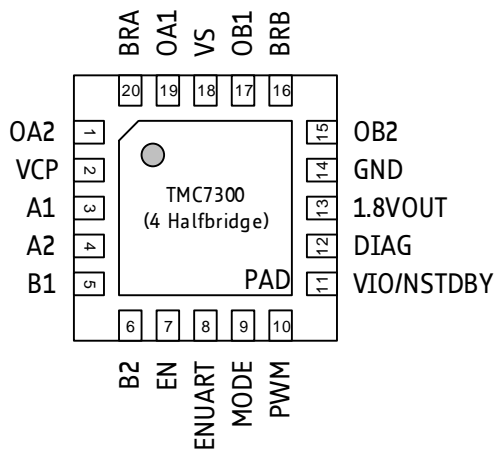 BRA
OA1
VS
OB1
BRB
20
19
18
17
16
OA2 1
15 OB2
VCP 2
14 GND
A1 3
13 1.8VOUT
A2 4
12 DIAG
B1 5
11 VIO/NSTDBY
TMC7300
(4 Halfbridge)
PAD
6
7
8
9
10
B2
EN
ENUART
MODE
PWM